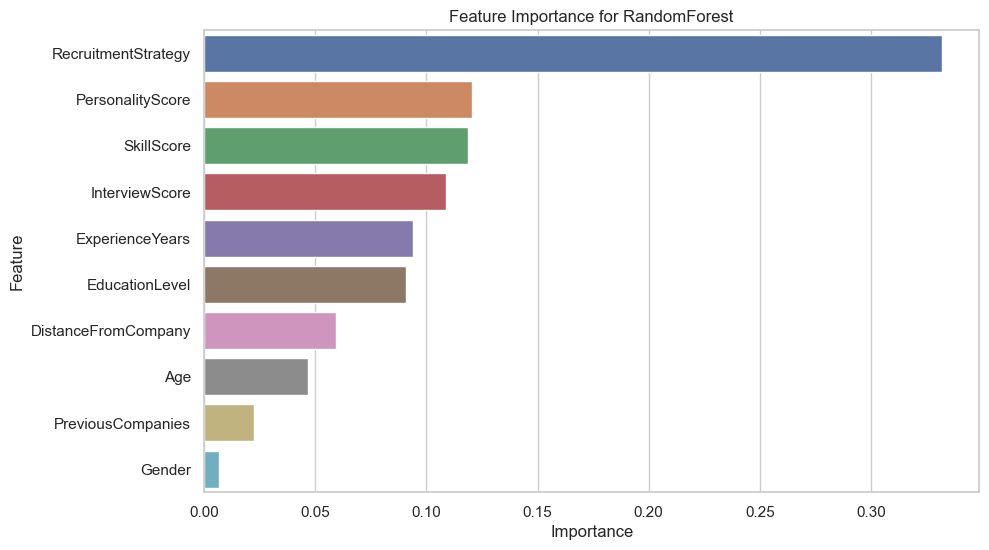 Feature Importance for RandomForest
RecruitmentStrategy
PersonalityScore
SkillScore
InterviewScore
ExperienceYears
EducationLevel
DistanceFromCompany
Age
PreviousCompanies
Gender
Feature
0.00 0.05 0.10 0.15 0.20 0.25 0.30
Importance